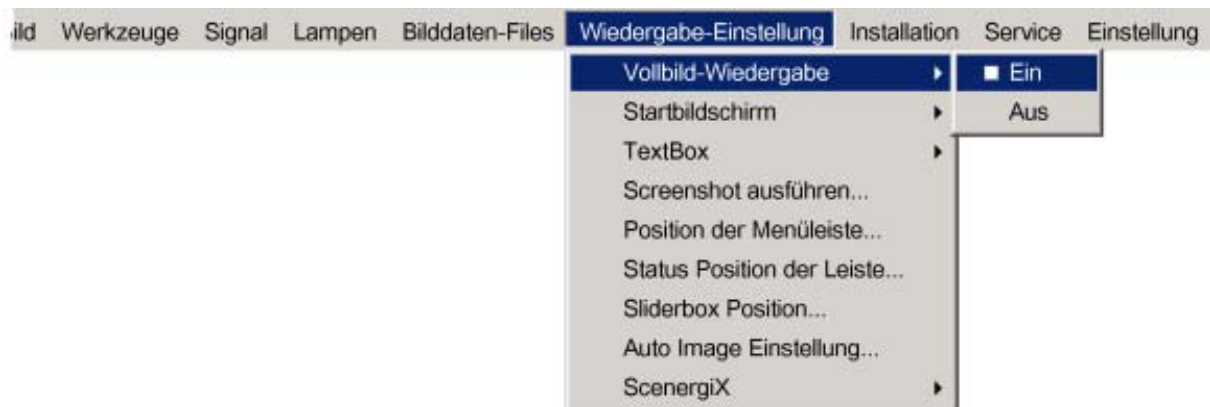 ild Werkzeuge Signal Lampen Bilddaten-Files Wiedergabe-Einstellung Installation Service Einstellung
Vollbild-Wiedergabe Ein
Startbildschirm Aus
TextBox
Screenshot ausführen...
Position der Menüleiste...
Status Position der Leiste...
Sliderbox Position...
Auto Image Einstellung...
ScenergiX